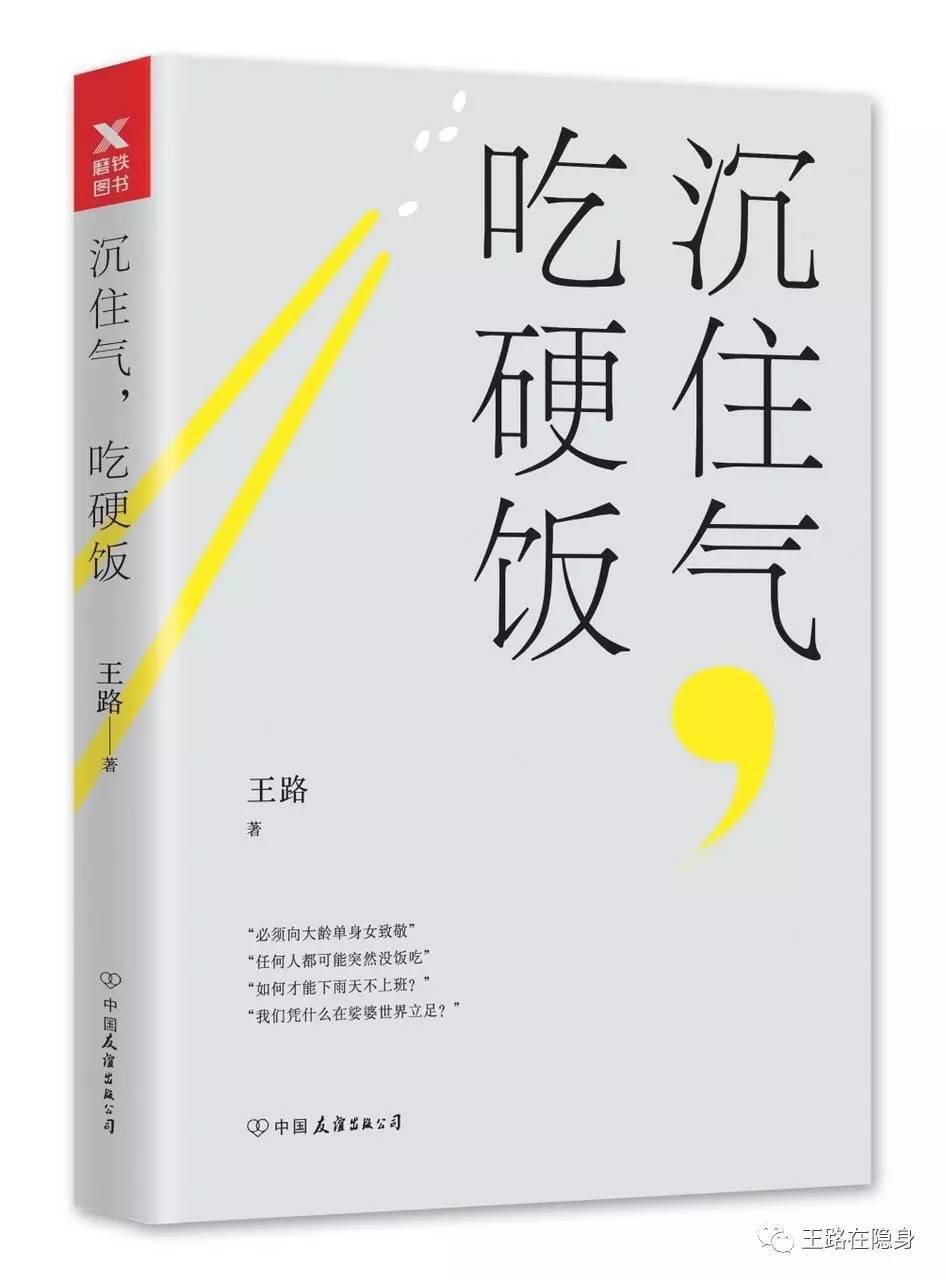 磨铁
图书
沉住气，吃硬饭
王路——著
中国友谊出版公司
沉住气，
吃硬饭
王路
著
“必须向大龄单身女致敬”
“任何人都可能突然没饭吃”
“如何才能下雨天不上班？”
“我们凭什么在娑婆世界立足？”
中国友谊出版公司
王路在隐身